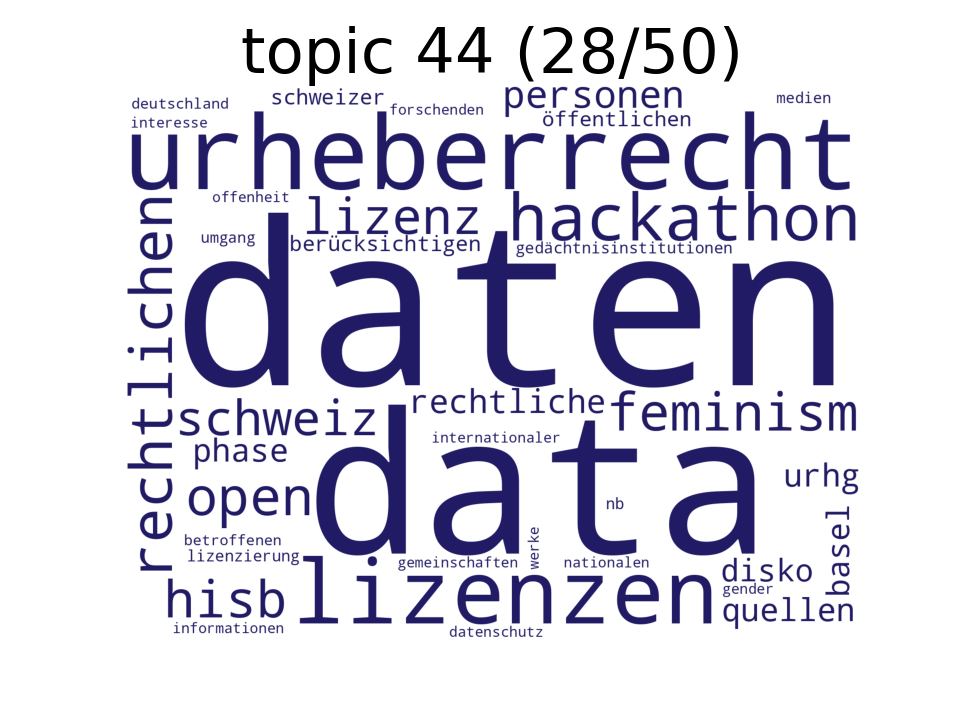 topic 44 (28/50)
deutschland
schweizer
forschenden
personen
medien
interesse
öffentlichen
urheberrecht
offenheit
lizenz
hackathon
umgang
berücksichtigen
gedächtnisinstitutionen
rechtlichen
daten
schweiz
rechtliche
feminism
phase
internationaler
data
urhg
open
nb
basel
betroffenen
lizenzierung
gemeinschaften
werke
nationalen
disko
gender
hisb
lizenzen
quellen
informationen
datenschutz